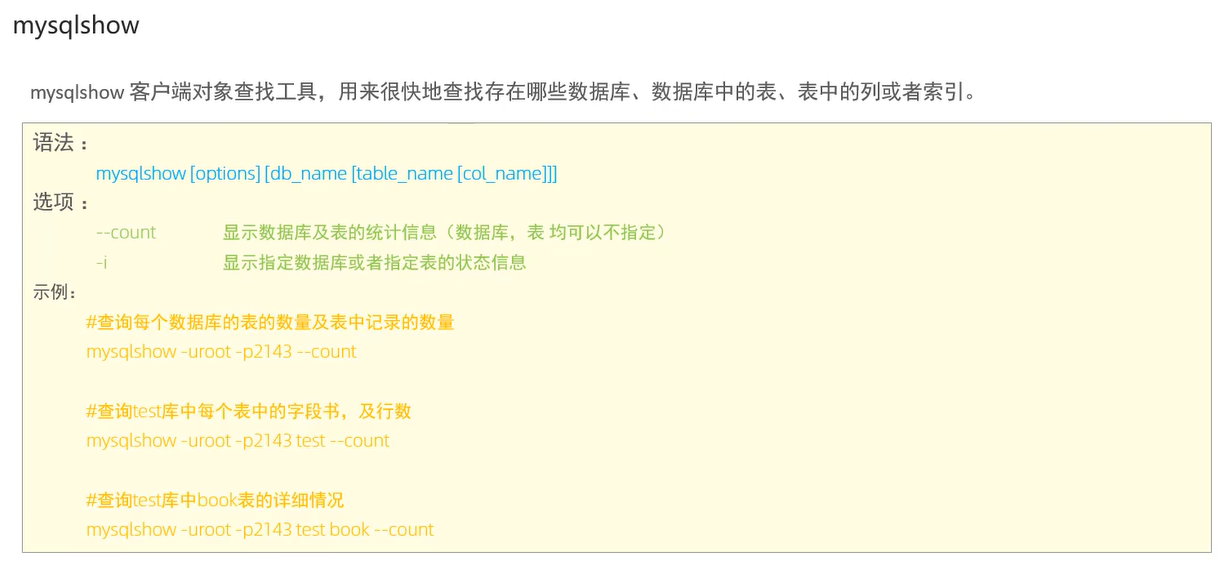 mysqlshow
mysqlshow 客户端对象查找工具，用来很快地查找存在哪些数据库、数据库中的表、表中的列或者索引。
语法 ：
mysqlshow [options] [db_name [table_name [col_name]]]
选项 ：
--count 显示数据库及表的统计信息（数据库，表 均可以不指定）
-i 显示指定数据库或者指定表的状态信息
示例：
#查询每个数据库的表的数量及表中记录的数量
mysqlshow -uroot -p2143 --count
#查询test库中每个表中的字段书，及行数
mysqlshow -uroot -p2143 test --count
#查询test库中book表的详细情况
mysqlshow -uroot -p2143 test book --count